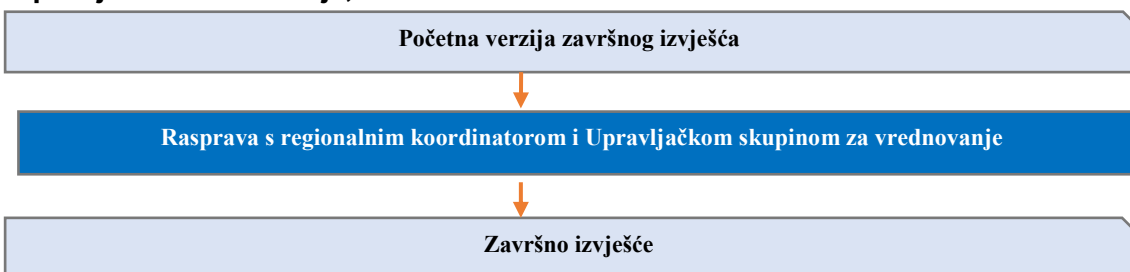 Početna verzija završnog izvješća
Rasprava s regionalnim koordinatorom i Upravljačkom skupinom za vrednovanje
Završno izvješće